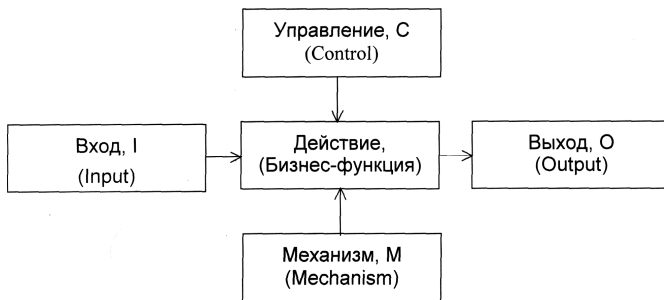 Управление, С
(Control)
Вход, I
(Input)
Действие,
(Бизнес-функция)
Выход, О
(Output)
Механизм, М
(Mechanism)